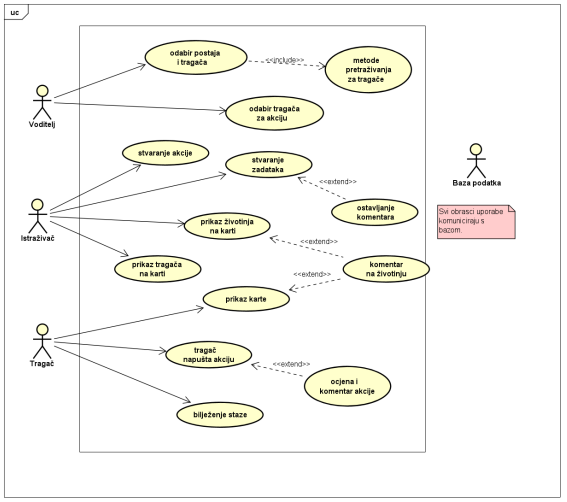 uc
odabir postaja
i tragača
<<include>>
metode
pretraživanja
za tragače
Voditelj
odabir tragača
za akciju
stvaranje akcije
stvaranje
zadataka
<<extend>>
Baza podatka
ostavljanje
komentara
Svi obrasci uporabe
komuniciraju s
bazom.
Istraživač
prikaz životinja
na karti
<<extend>>
prikaz tragača
na karti
komentar
na životinju
<<extend>>
prikaz karte
Tragač
tragač
napušta akciju
<<extend>>
ocjena i
komentar akcije
bilježenje staze